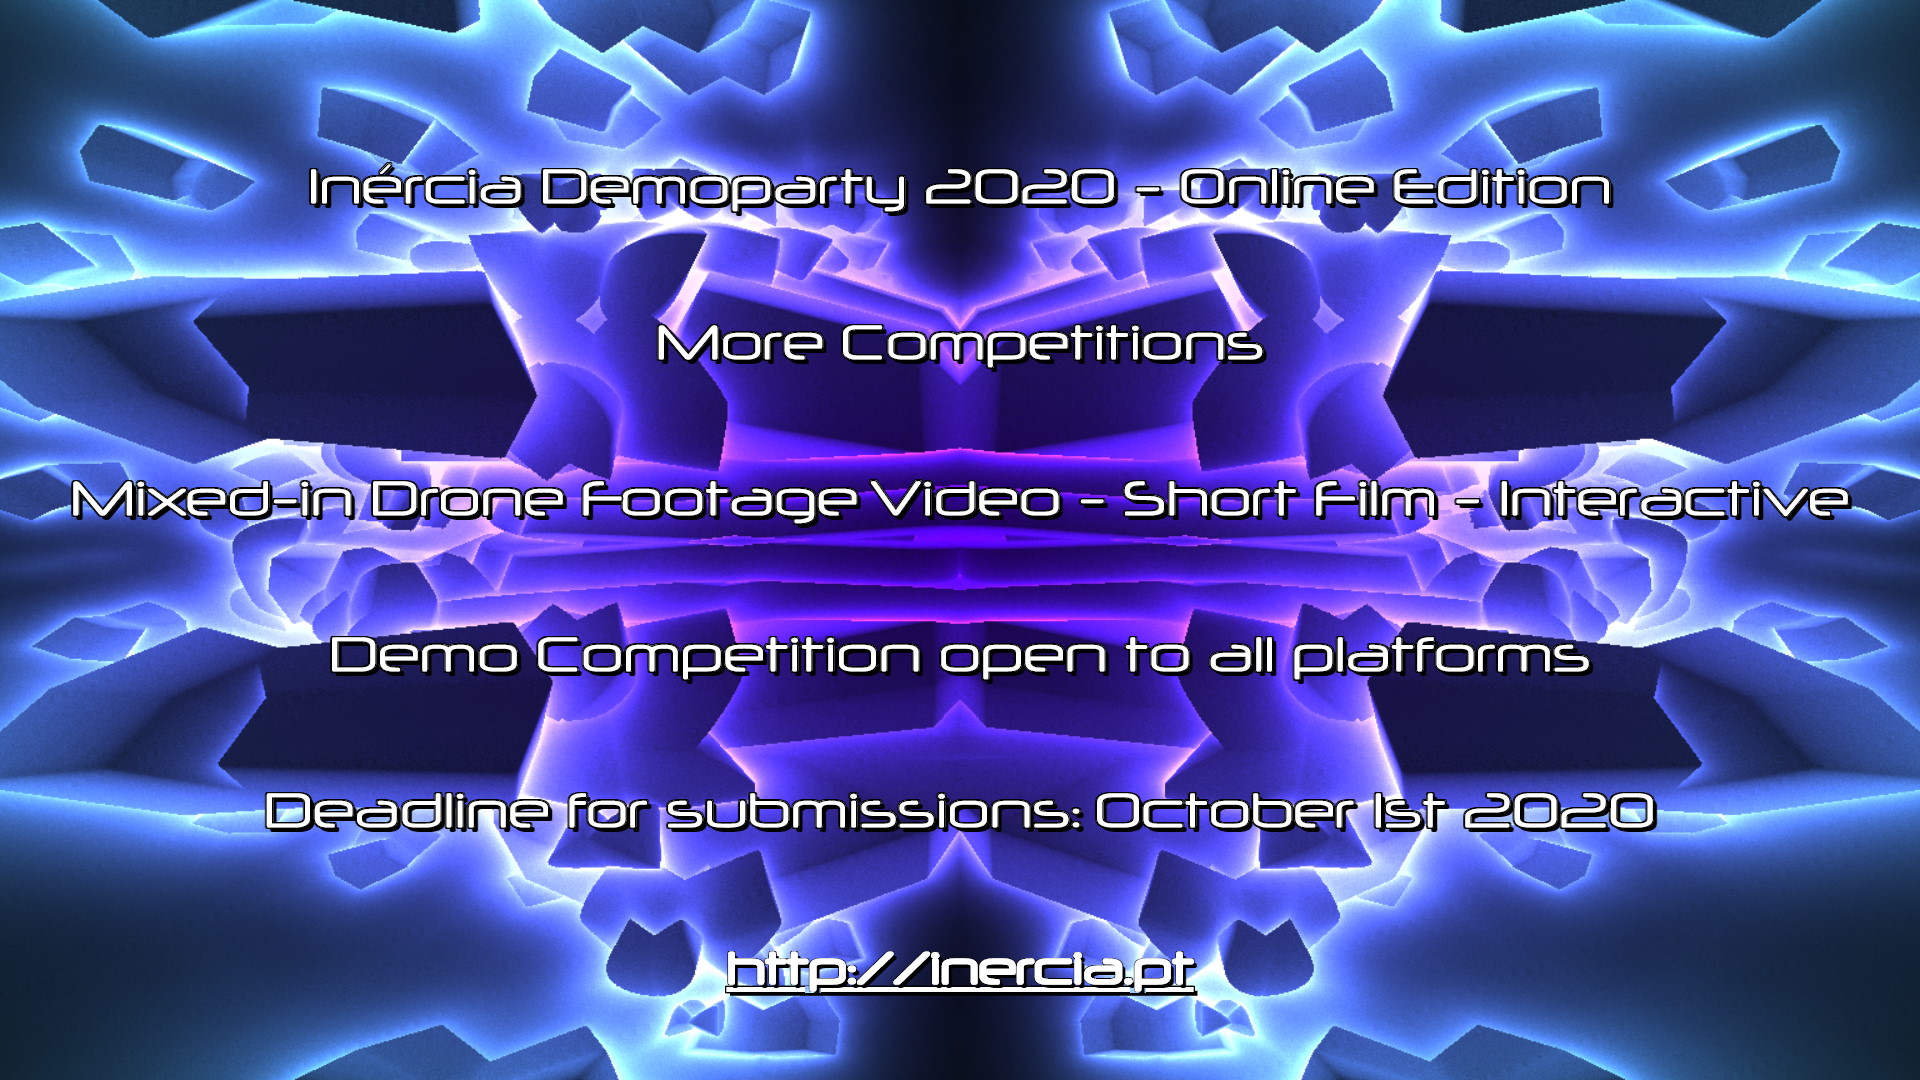 Inércia Demoparty 2020 - Online Edition
More Competitions
Mixed-in Drone Footage Video - Short Film - Interactive
Demo Competition open to all platforms
Deadline for submissions: October 1st 2020
http://inercia.pt